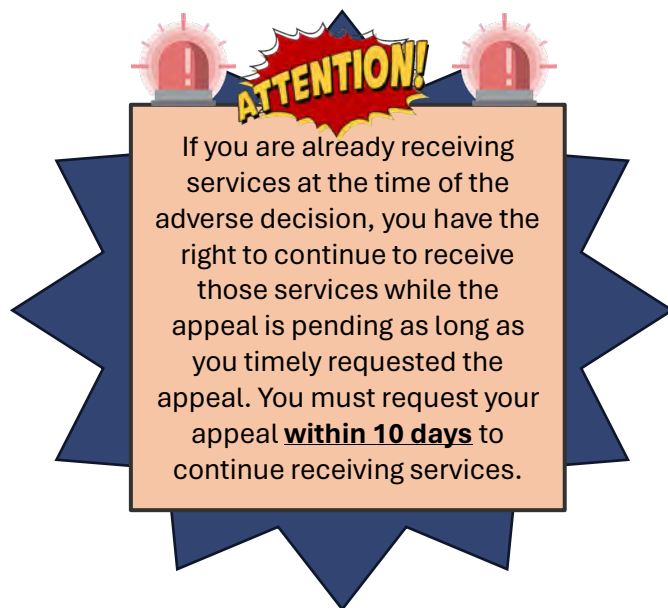 ATTENTION!
If you are already receiving
services at the time of the
adverse decision, you have the
right to continue to receive
those services while the
appeal is pending as long as
you timely requested the
appeal. You must request your
appeal within 10 days to
continue receiving services.